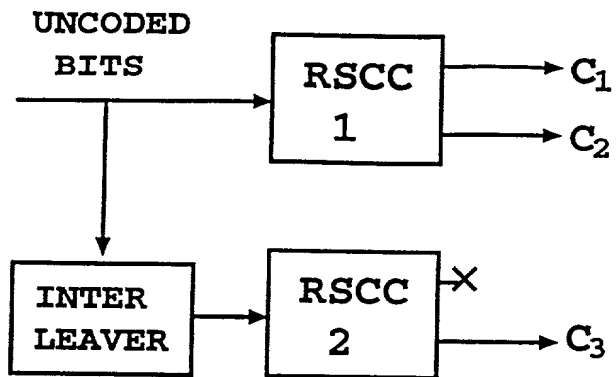 UNCODED
BITS
RSCC
1
C₁
C₂
INTER
LEAVER
RSCC
2
C₃